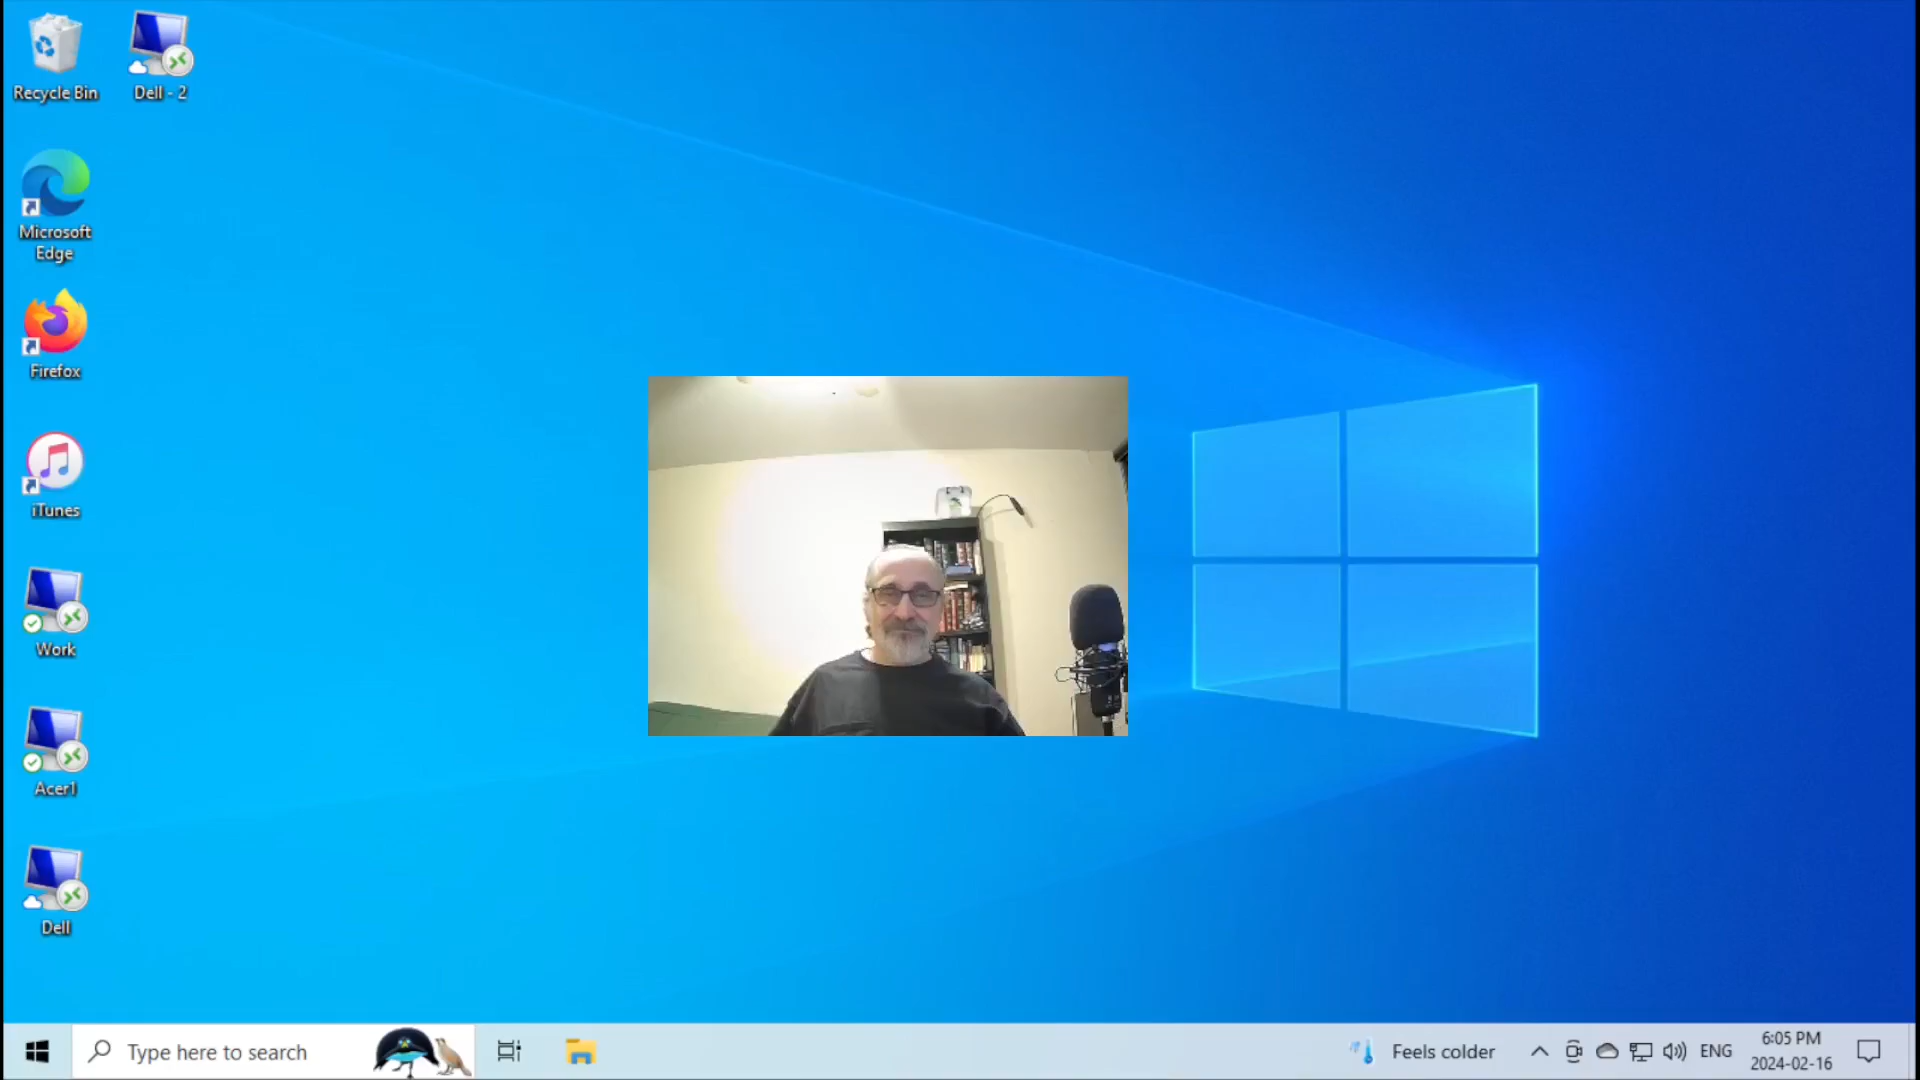 Recycle Bin
Dell - 2
Microsoft
Edge
Firefox
iTunes
Work
Acer1
Dell
Type here to search
Feels colder
ENG
6:05 PM
2024-02-16